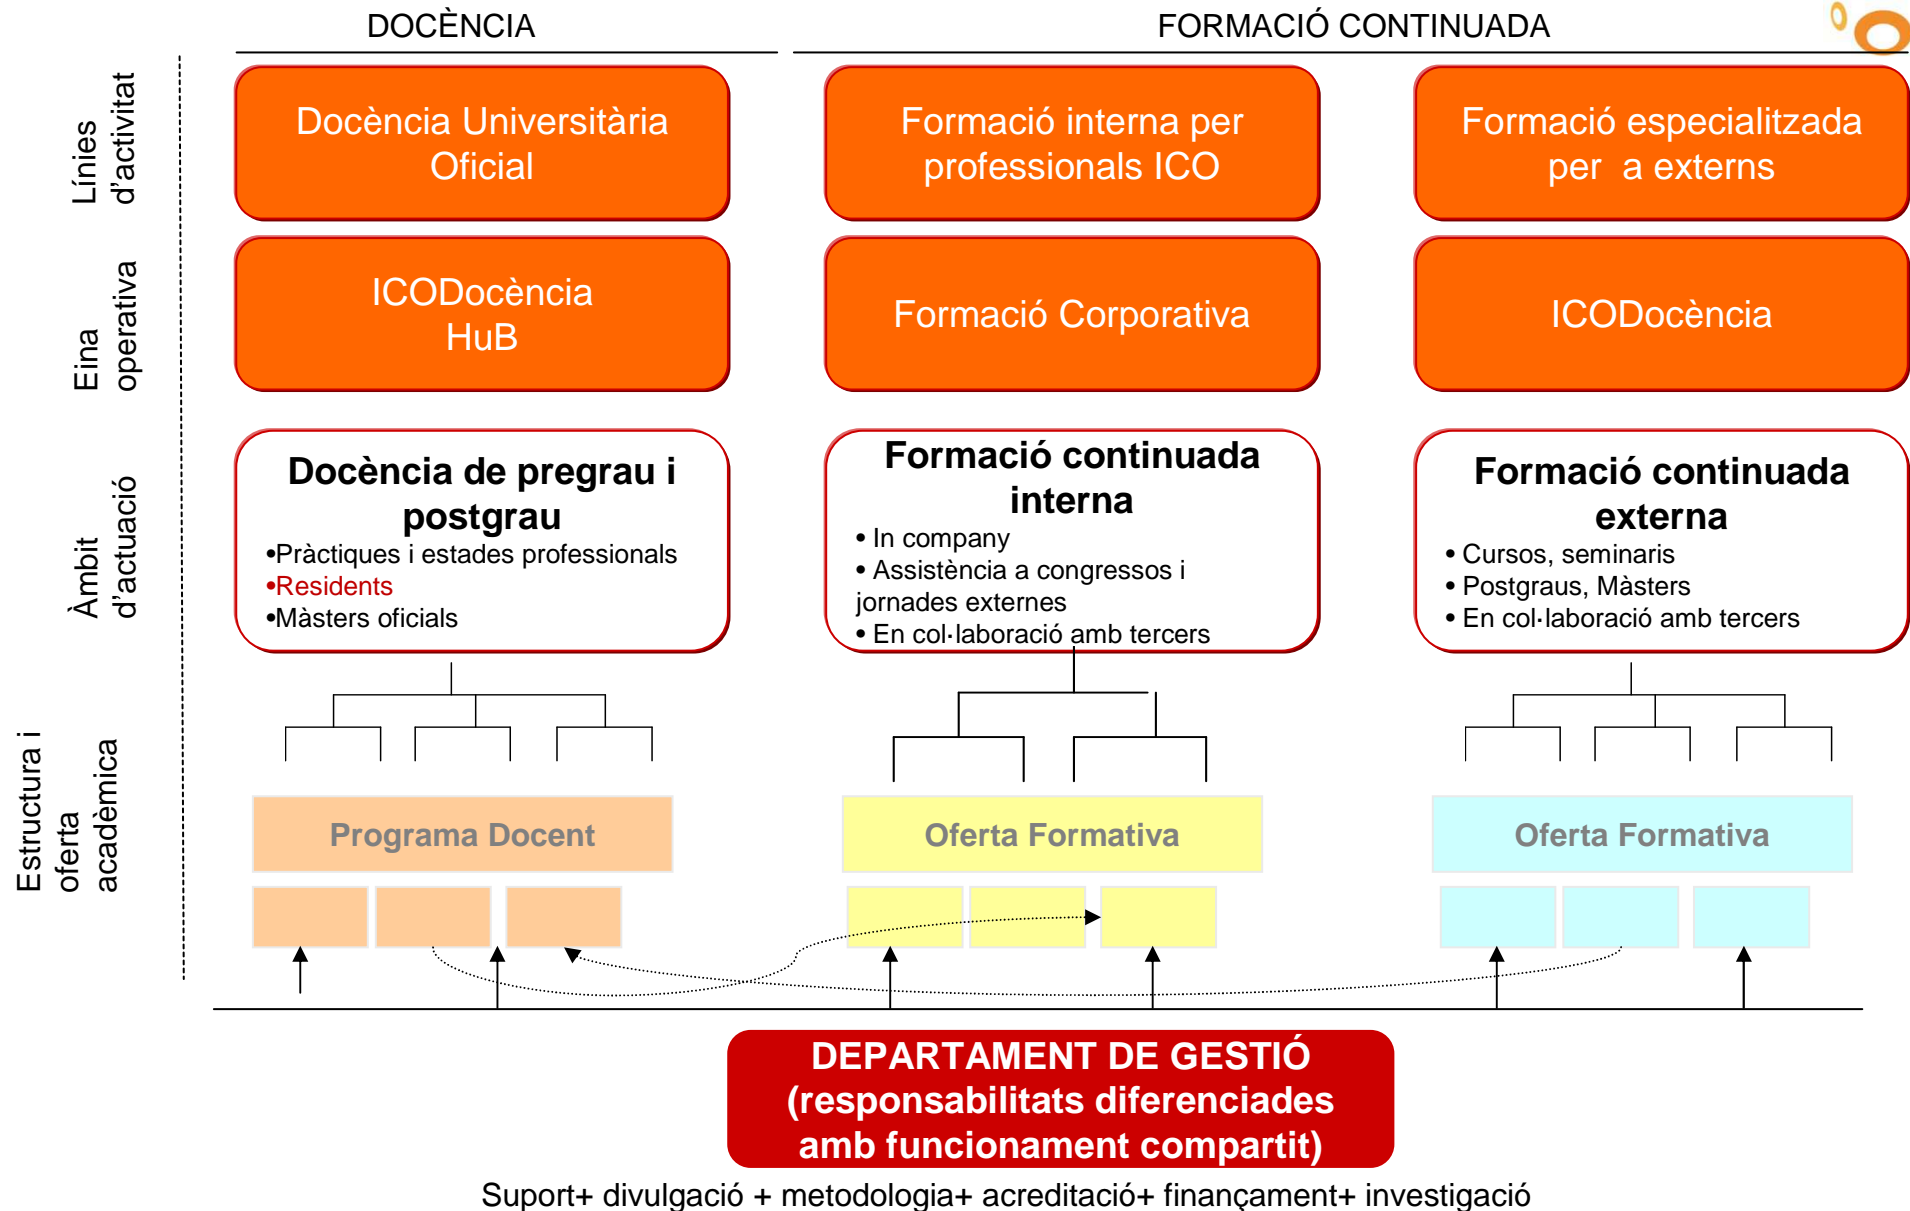 DOCÈNCIA
FORMACIÓ CONTINUADA
Línies
d'activitat
Docència Universitària
Oficial
Formació interna per
professionals ICO
Formació especialitzada
per  a externs
Eina
operativa
ICODocència
HuB
Formació Corporativa
ICODocència
Àmbit
d'actuació
Docència de pregrau i
postgrau
•Pràctiques i estades professionals
•Residents
•Màsters oficials
Formació continuada
interna
• In company
• Assistència a congressos i
jornades externes
• En col·laboració amb tercers
Formació continuada
externa
• Cursos, seminaris
• Postgraus, Màsters
• En col·laboració amb tercers
Estructura i
oferta
acadèmica
Programa Docent
Oferta Formativa
Oferta Formativa
DEPARTAMENT DE GESTIÓ
(responsabilitats diferenciades
amb funcionament compartit)
Suport+ divulgació + metodologia+ acreditació+ finançament+ investigació